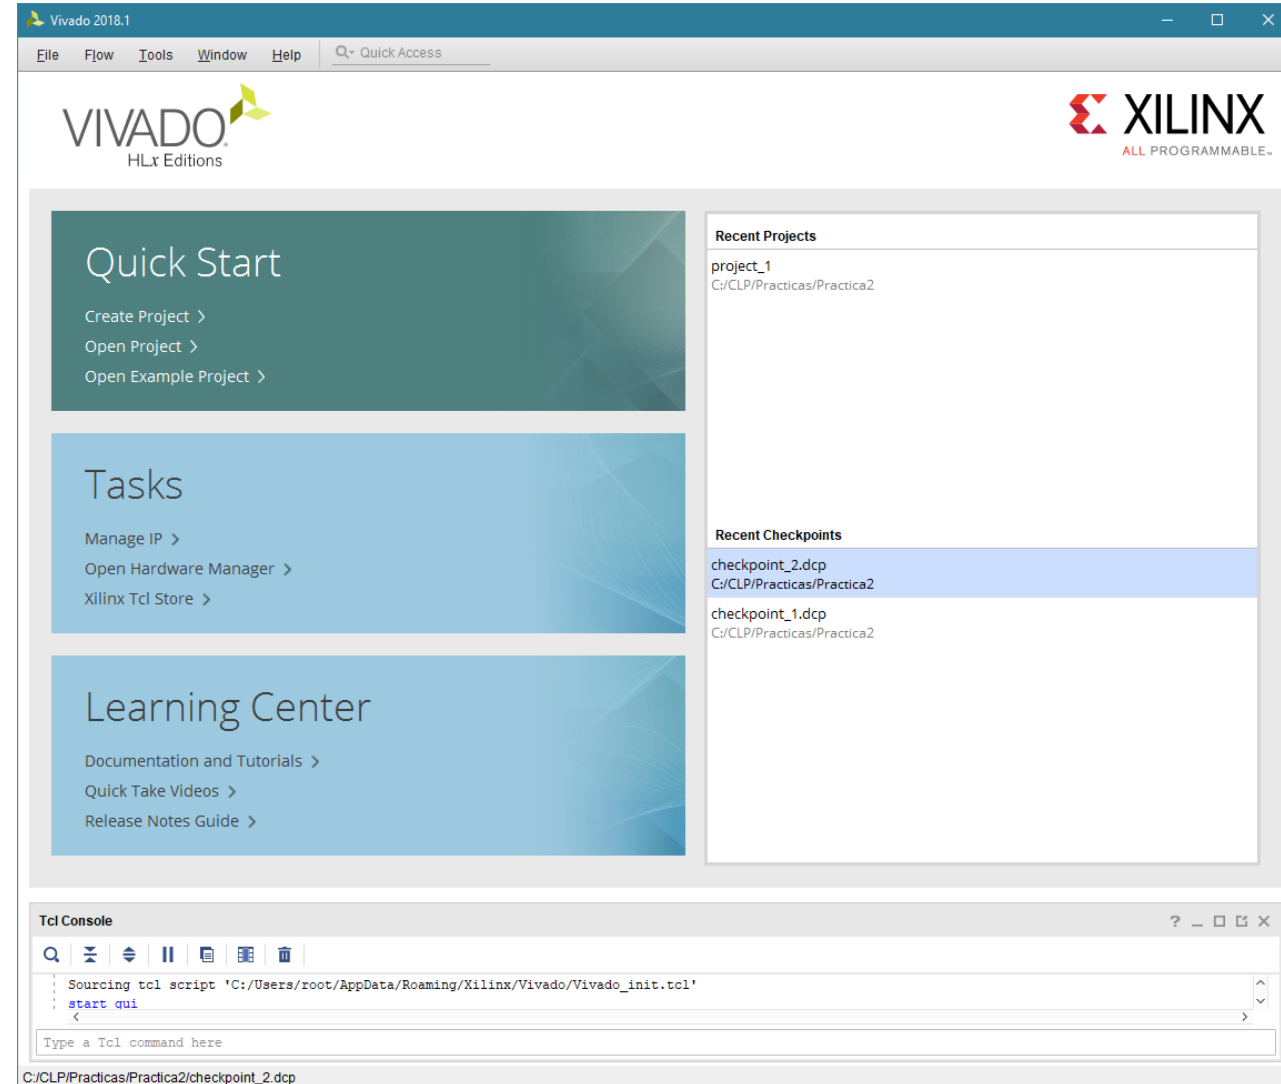 Vivado 2018.1
File Flow Tools Window Help Quick Access
VIVADO.
HLx Editions
XILINX
ALL PROGRAMMABLE™
Quick Start
Create Project >
Open Project >
Open Example Project >
Tasks
Manage IP >
Open Hardware Manager >
Xilinx Tcl Store >
Learning Center
Documentation and Tutorials >
Quick Take Videos >
Release Notes Guide >
Recent Projects
project_1
C:/CLP/Practicas/Practica2
Recent Checkpoints
checkpoint_2.dcp
C:/CLP/Practicas/Practica2
checkpoint_1.dcp
C:/CLP/Practicas/Practica2
Tcl Console
Sourcing tcl script 'C:/Users/root/AppData/Roaming/Xilinx/Vivado/Vivado_init.tcl'
start_gui
Type a Tcl command here
C:/CLP/Practicas/Practica2/checkpoint_2.dcp